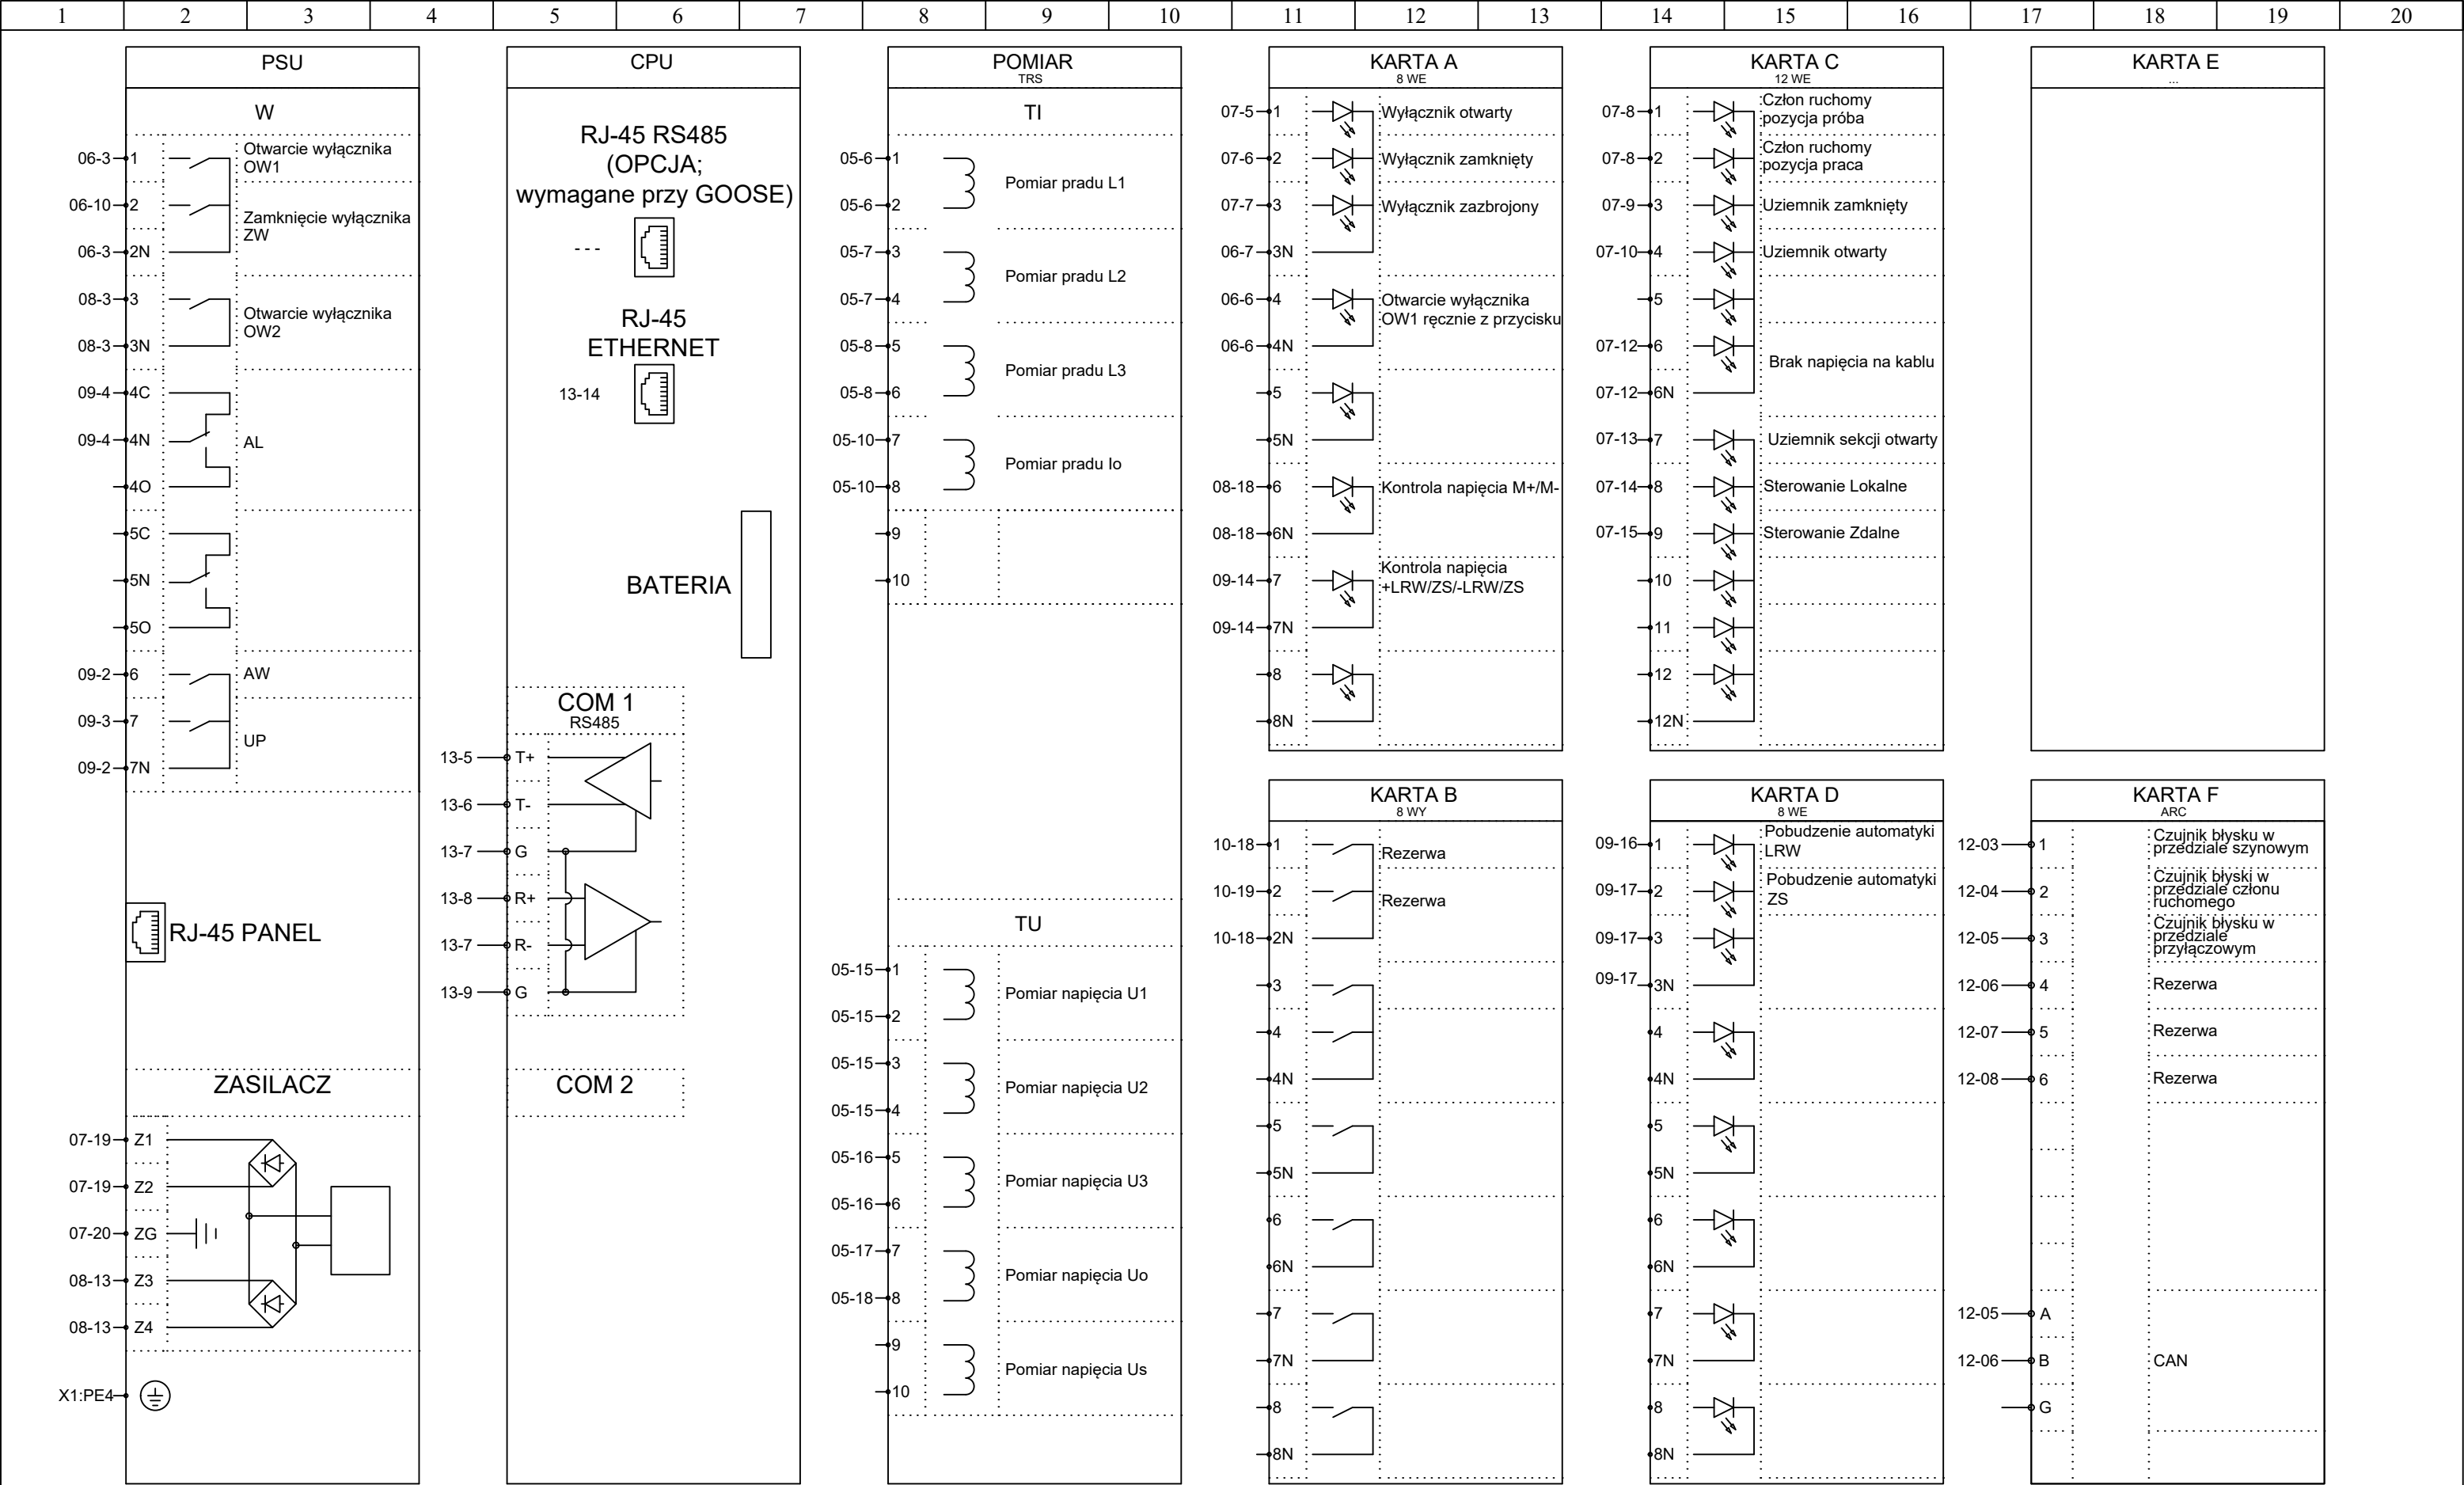 1 2 3 4 5 6 7 8 9 10 11 12 13 14 15 16 17 18 19 20
PSU
W
06-3 1 Otwarcie wyłącznika
OW1
06-10 2 Zamknięcie wyłącznika
ZW
06-3 2N
08-3 3 Otwarcie wyłącznika
OW2
08-3 3N
09-4 4C
09-4 4N AL
4O
5C
5N
5O
09-2 6 AW
09-3 7
UP
09-2 7N
RJ-45 PANEL
ZASILACZ
07-19 Z1
07-19 Z2
07-20 ZG
08-13 Z3
08-13 Z4
X1:PE4
CPU
RJ-45 RS485
(OPCJA;
wymagane przy GOOSE)
---
RJ-45
ETHERNET
13-14
BATERIA
COM 1
RS485
13-5 T+
13-6 T-
13-7 G
13-8 R+
13-7 R-
13-9 G
COM 2
POMIAR
TRS
TI
05-6 1
Pomiar pradu L1
05-6 2
05-7 3
Pomiar pradu L2
05-7 4
05-8 5
Pomiar pradu L3
05-8 6
05-10 7
Pomiar pradu Io
05-10 8
9
10
TU
05-15 1
Pomiar napięcia U1
05-15 2
05-15 3
Pomiar napięcia U2
05-15 4
05-16 5
Pomiar napięcia U3
05-16 6
05-17 7
Pomiar napięcia Uo
05-18 8
9
Pomiar napięcia Us
10
KARTA A
8 WE
07-5 1 Wyłącznik otwarty
07-6 2 Wyłącznik zamknięty
07-7 3 Wyłącznik zazbrojony
06-7 3N
06-6 4 Otwarcie wyłącznika
OW1 ręcznie z przycisku
06-6 4N
5
5N
08-18 6 Kontrola napięcia M+/M-
08-18 6N
Kontrola napięcia
09-14 7 +LRW/ZS/-LRW/ZS
09-14 7N
8
8N
KARTA B
8 WY
10-18 1 Rezerwa
10-19 2 Rezerwa
10-18 2N
3
4
4N
5
5N
6
6N
7
7N
8
8N
KARTA C
12 WE
07-8 1 Człon ruchomy
pozycja próba
07-8 2 Człon ruchomy
pozycja praca
07-9 3 Uziemnik zamknięty
07-10 4 Uziemnik otwarty
5
07-12 6
Brak napięcia na kablu
07-12 6N
07-13 7 Uziemnik sekcji otwarty
07-14 8 Sterowanie Lokalne
07-15 9 Sterowanie Zdalne
10
11
12
12N
KARTA D
8 WE
09-16 1 Pobudzenie automatyki
LRW
09-17 2 Pobudzenie automatyki
ZS
09-17 3
09-17 3N
4
4N
5
5N
6
6N
7
7N
8
8N
KARTA E
...
KARTA F
ARC
12-03 1 Czujnik błysku w
przedziale szynowym
12-04 2 Czujnik błyski w
przedziale członu
ruchomego
12-05 3 Czujnik błysku w
przedziale
przyłączowym
12-06 4 Rezerwa
12-07 5 Rezerwa
12-08 6 Rezerwa
12-05 A
12-06 B CAN
G